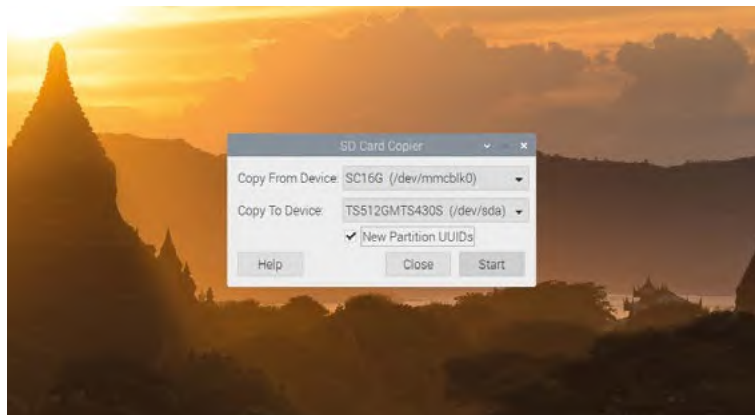 SD Card Copier
Copy From Device: SC16G (/dev/mmcblk0)
Copy To Device: TS512GMTS430S (/dev/sda)
New Partition UUIDs
Help Close Start